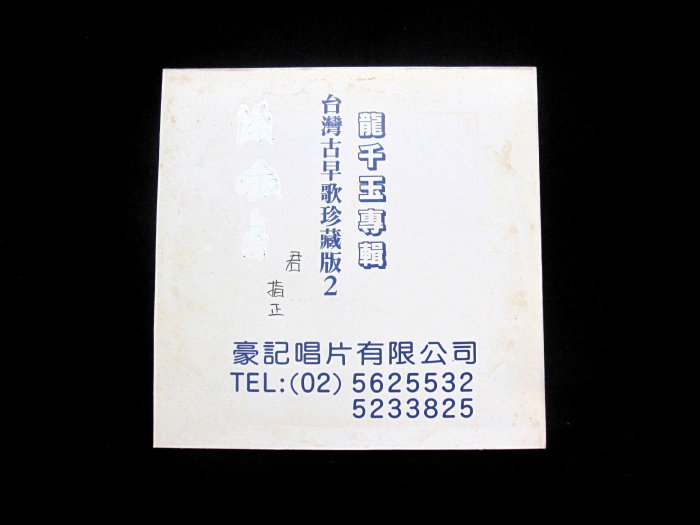 龍千玉專輯
台灣古早歌珍藏版2
君
指正
豪記唱片有限公司
TEL:(02) 5625532
5233825